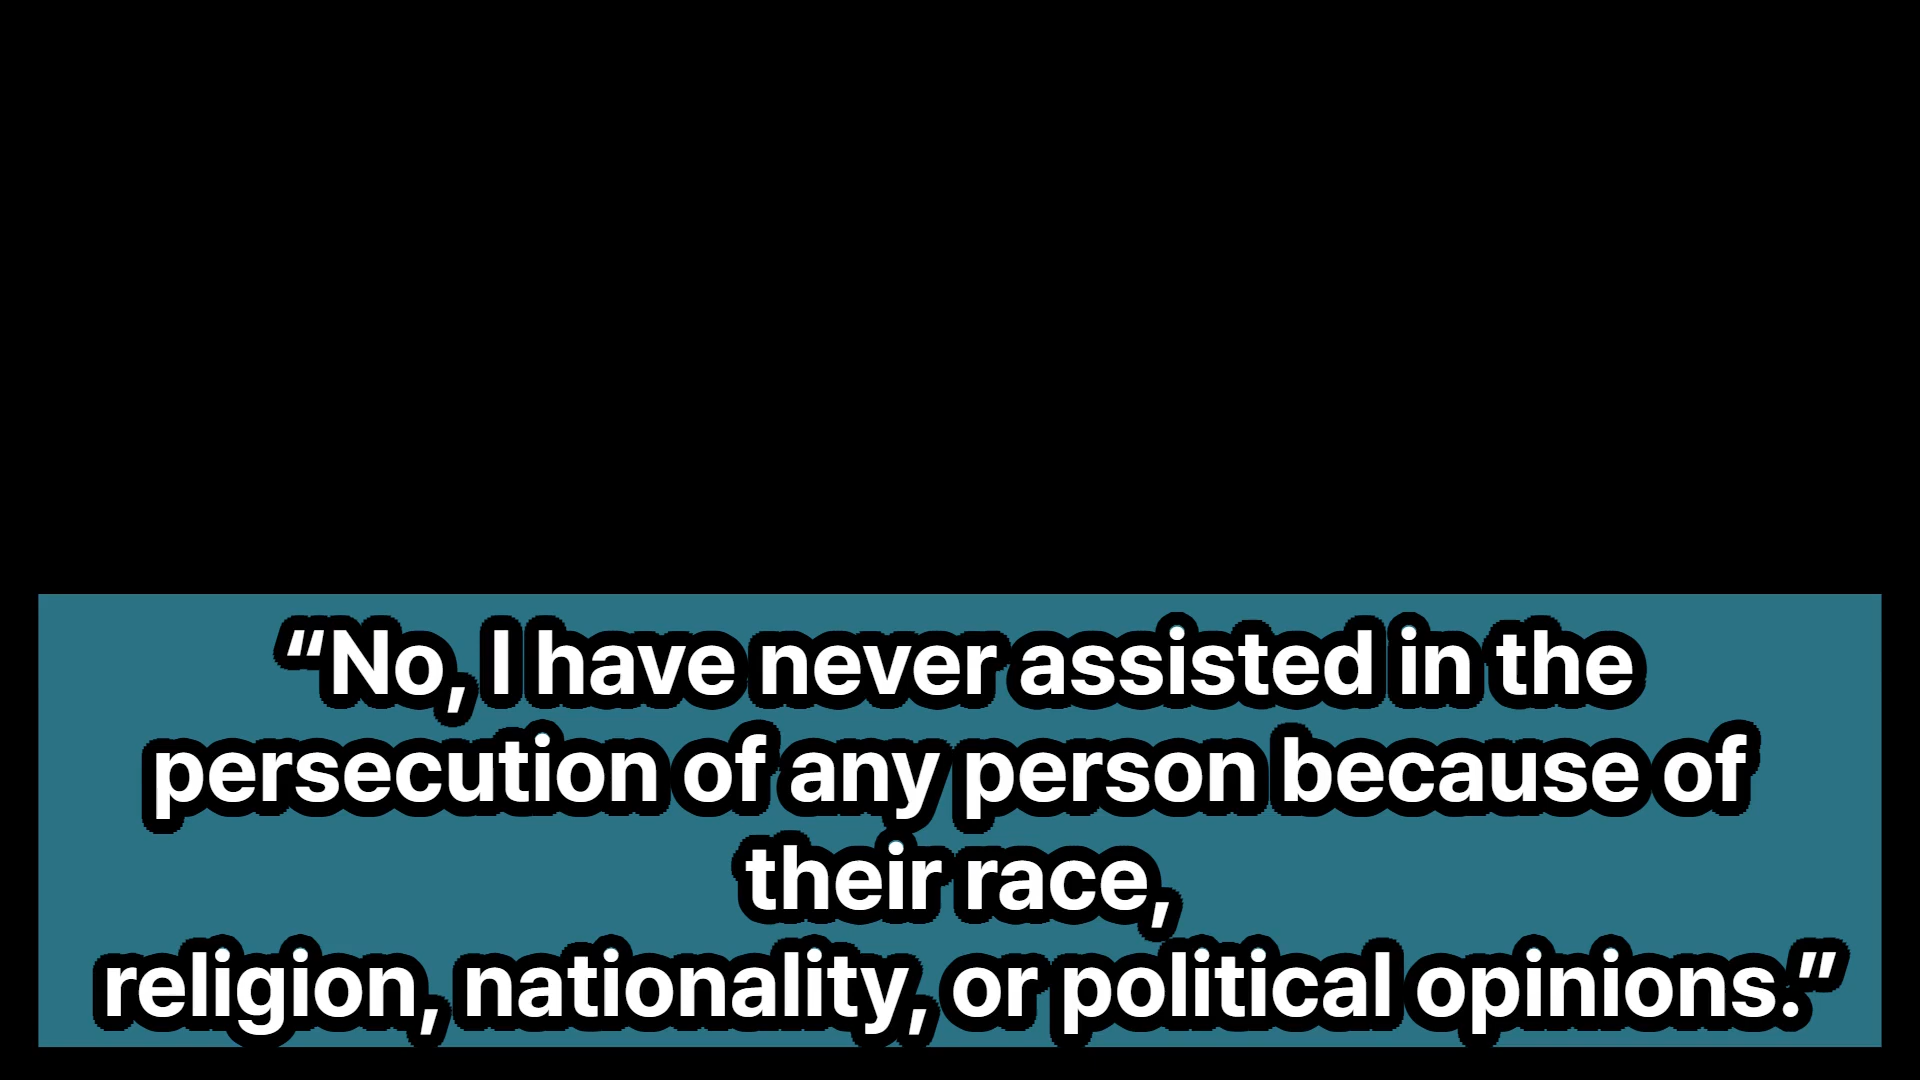 “No, I have never assisted in the
persecution of any person because of
their race,
religion, nationality, or political opinions.”